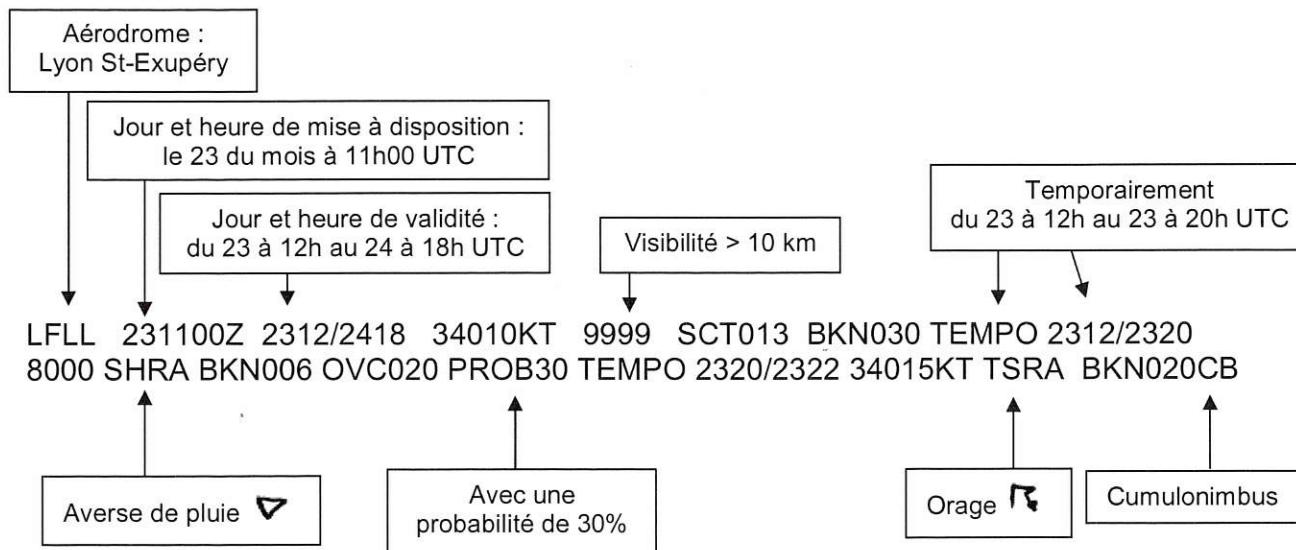 Aérodrome :
Lyon St-Exupéry
Jour et heure de mise à disposition :
le 23 du mois à 11h00 UTC
Jour et heure de validité :
du 23 à 12h au 24 à 18h UTC
Visibilité > 10 km
Temporairement
du 23 à 12h au 23 à 20h UTC
LFLL 231100Z 2312/2418 34010KT 9999 SCT013 BKN030 TEMPO 2312/2320
8000 SHRA BKN006 OVC020 PROB30 TEMPO 2320/2322 34015KT TSRA BKN020CB
Averse de pluie
Avec une
probabilité de 30%
Orage
Cumulonimbus